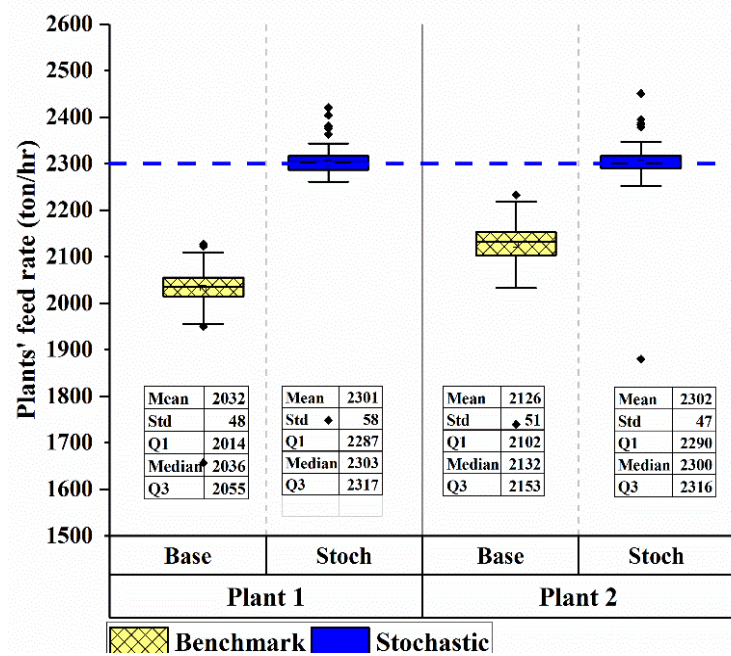 Plants' feed rate (ton/hr)
2600
2500
2400
2300
2200
2100
2000
1900
1800
1700
1600
1500
Mean 2032
Std 48
Q1 2014
Median 2036
Q3 2055
Mean 2301
Std 58
Q1 2287
Median 2303
Q3 2317
Mean 2126
Std 51
Q1 2102
Median 2132
Q3 2153
Mean 2302
Std 47
Q1 2290
Median 2300
Q3 2316
Base Stoch Base Stoch
Plant 1 Plant 2
Benchmark Stochastic